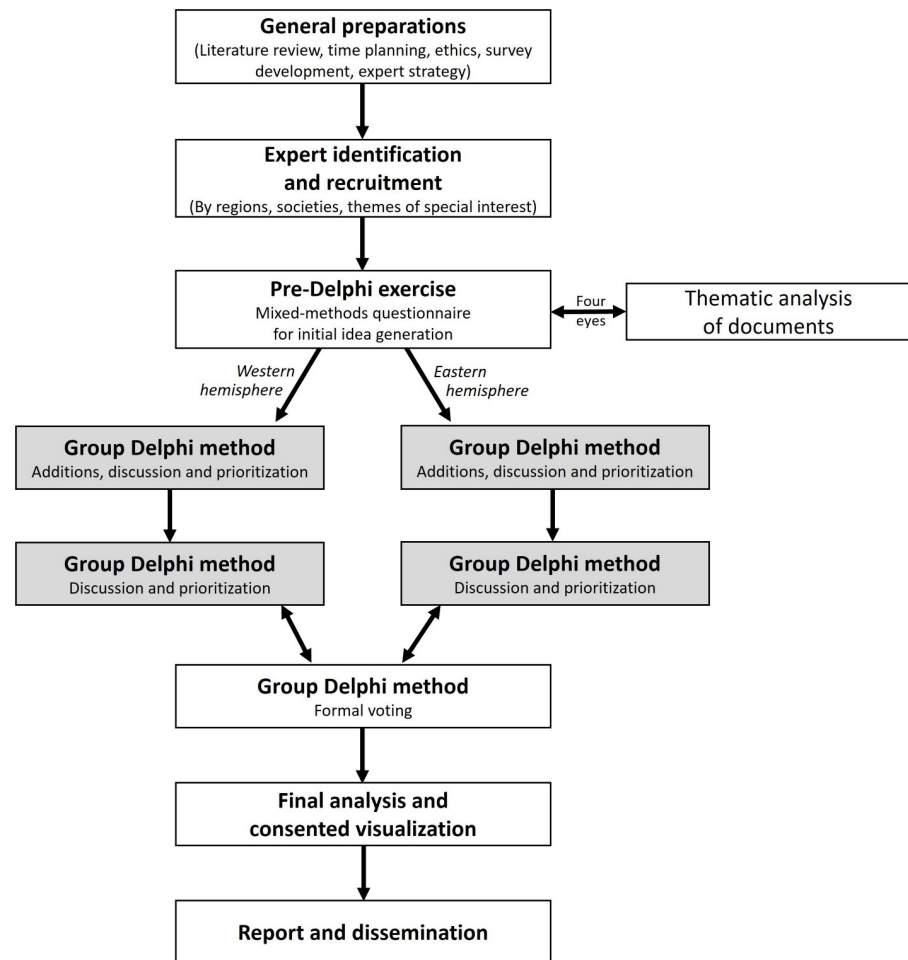 General preparations
(Literature review, time planning, ethics, survey
development, expert strategy)
Expert identification
and recruitment
(By regions, societies, themes of special interest)
Pre-Delphi exercise
Mixed-methods questionnaire
for initial idea generation
Four
eyes
Thematic analysis
of documents
Western
hemisphere
Eastern
hemisphere
Group Delphi method
Additions, discussion and prioritization
Group Delphi method
Additions, discussion and prioritization
Group Delphi method
Discussion and prioritization
Group Delphi method
Discussion and prioritization
Group Delphi method
Formal voting
Final analysis and
consented visualization
Report and dissemination